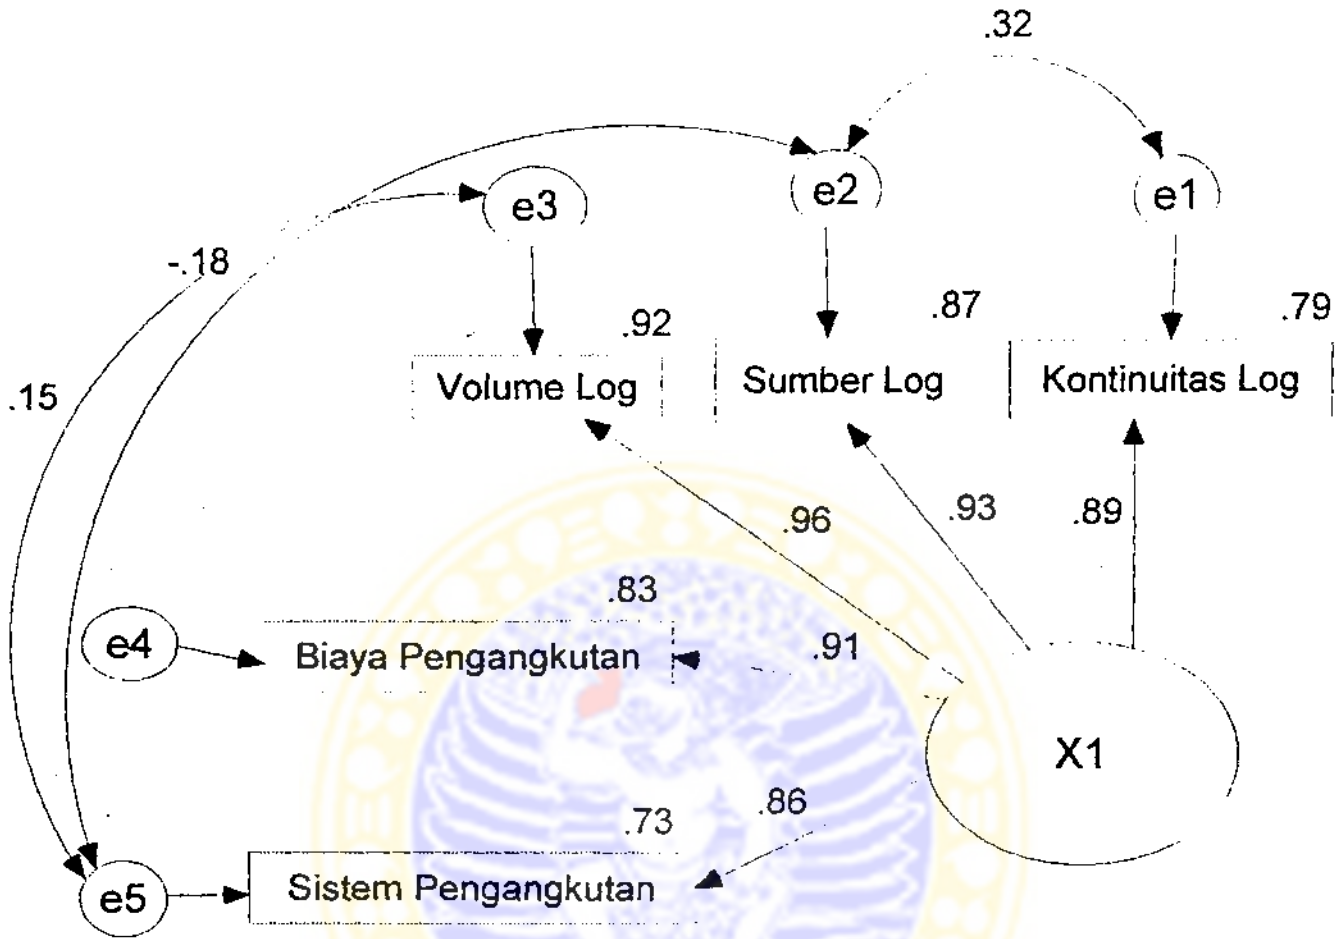 .32
e3
e2
e1
-.18
.92
.87
.79
.15
Volume Log
Sumber Log
Kontinuitas Log
.96
.93
.89
.83
e4
Biaya Pengangkutan
.91
X1
.73
.86
e5
Sistem Pengangkutan